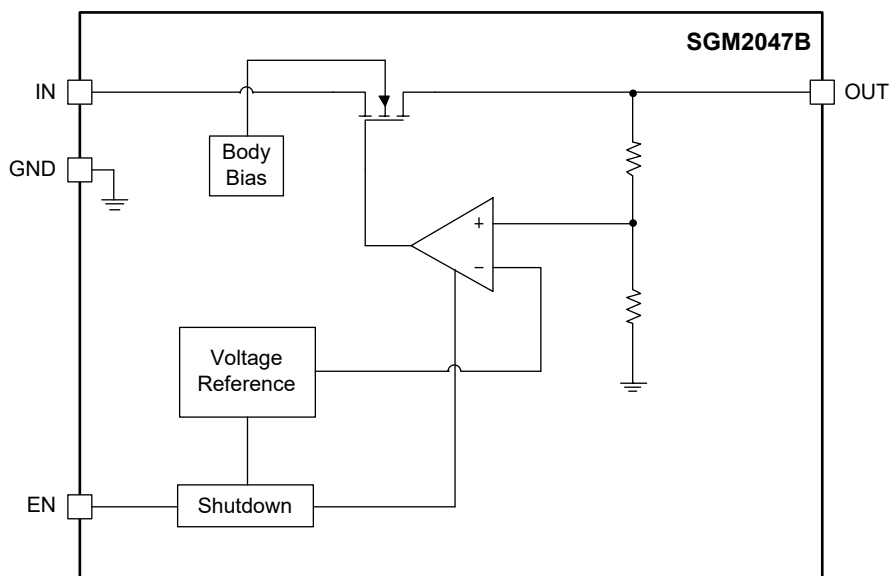 SGM2047B
IN
OUT
Body
Bias
GND
+
−
Voltage
Reference
EN
Shutdown